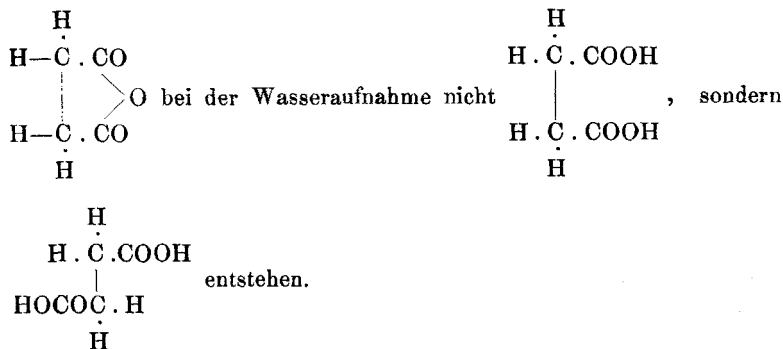 H
H—C . CO
O bei der Wasseraufnahme nicht
H—C . CO
H
H
H . C . COOH
H . C . COOH
H
, sondern
H
H . C .COOH
HOCOC . H
H
entstehen.